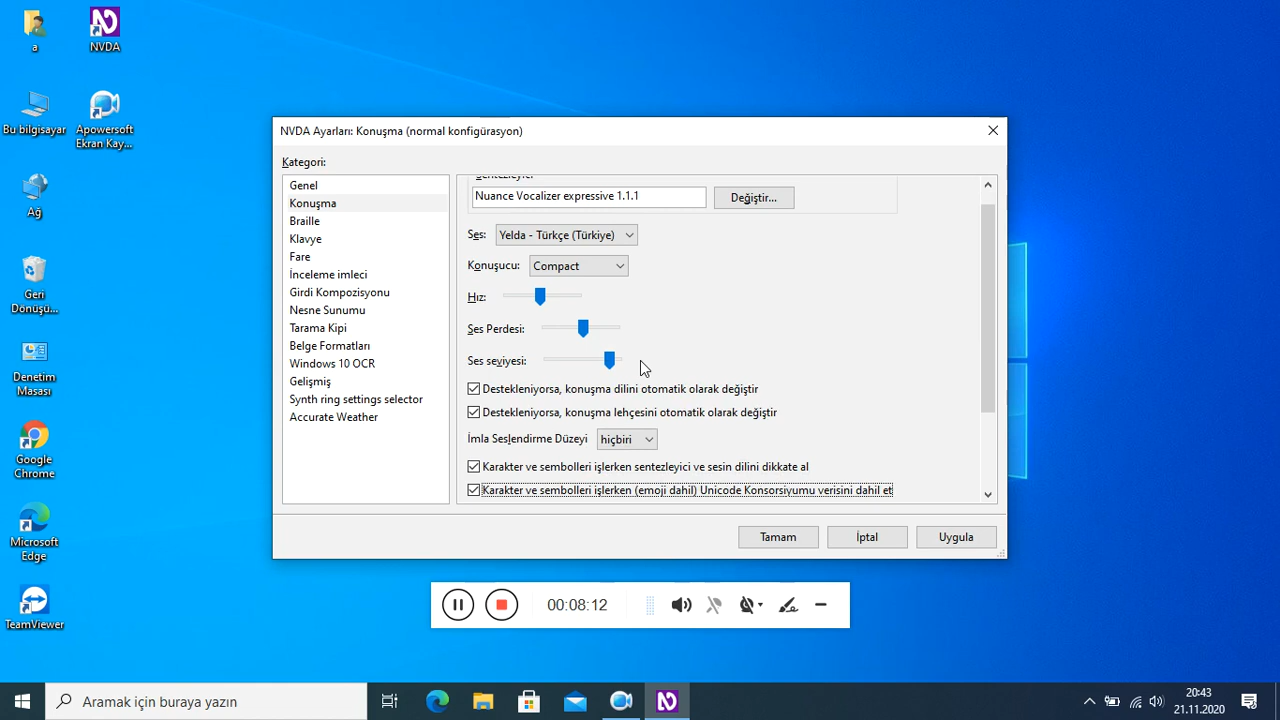 a
NVDA
Bu bilgisayar
Apowersoft
Ekran Kay...
Ağ
Geri
Dönüşü...
Denetim
Masası
Google
Chrome
Microsoft
Edge
TeamViewer
NVDA Ayarları: Konuşma (normal konfigürasyon)
Kategori:
Genel
Konuşma
Braille
Klavye
Fare
İnceleme imleci
Girdi Kompozisyonu
Nesne Sunumu
Tarama Kipi
Belge Formatları
Windows 10 OCR
Gelişmiş
Synth ring settings selector
Accurate Weather
Nuance Vocalizer expressive 1.1.1
Değiştir...
Ses: Yelda - Türkçe (Türkiye)
Konuşucu: Compact
Hız:
Ses Perdesi:
Ses seviyesi:
Destekleniyorsa, konuşma dilini otomatik olarak değiştir
Destekleniyorsa, konuşma lehçesini otomatik olarak değiştir
İmla Seslendirme Düzeyi hiçbiri
Karakter ve sembolleri işlerken sentezleyici ve sesin dilini dikkate al
Karakter ve sembolleri işlerken (emoji dahil) Unicode Konsorsiyumu verisini dahil et
Tamam İptal Uygula
00:08:12
Aramak için buraya yazın
20:43
21.11.2020